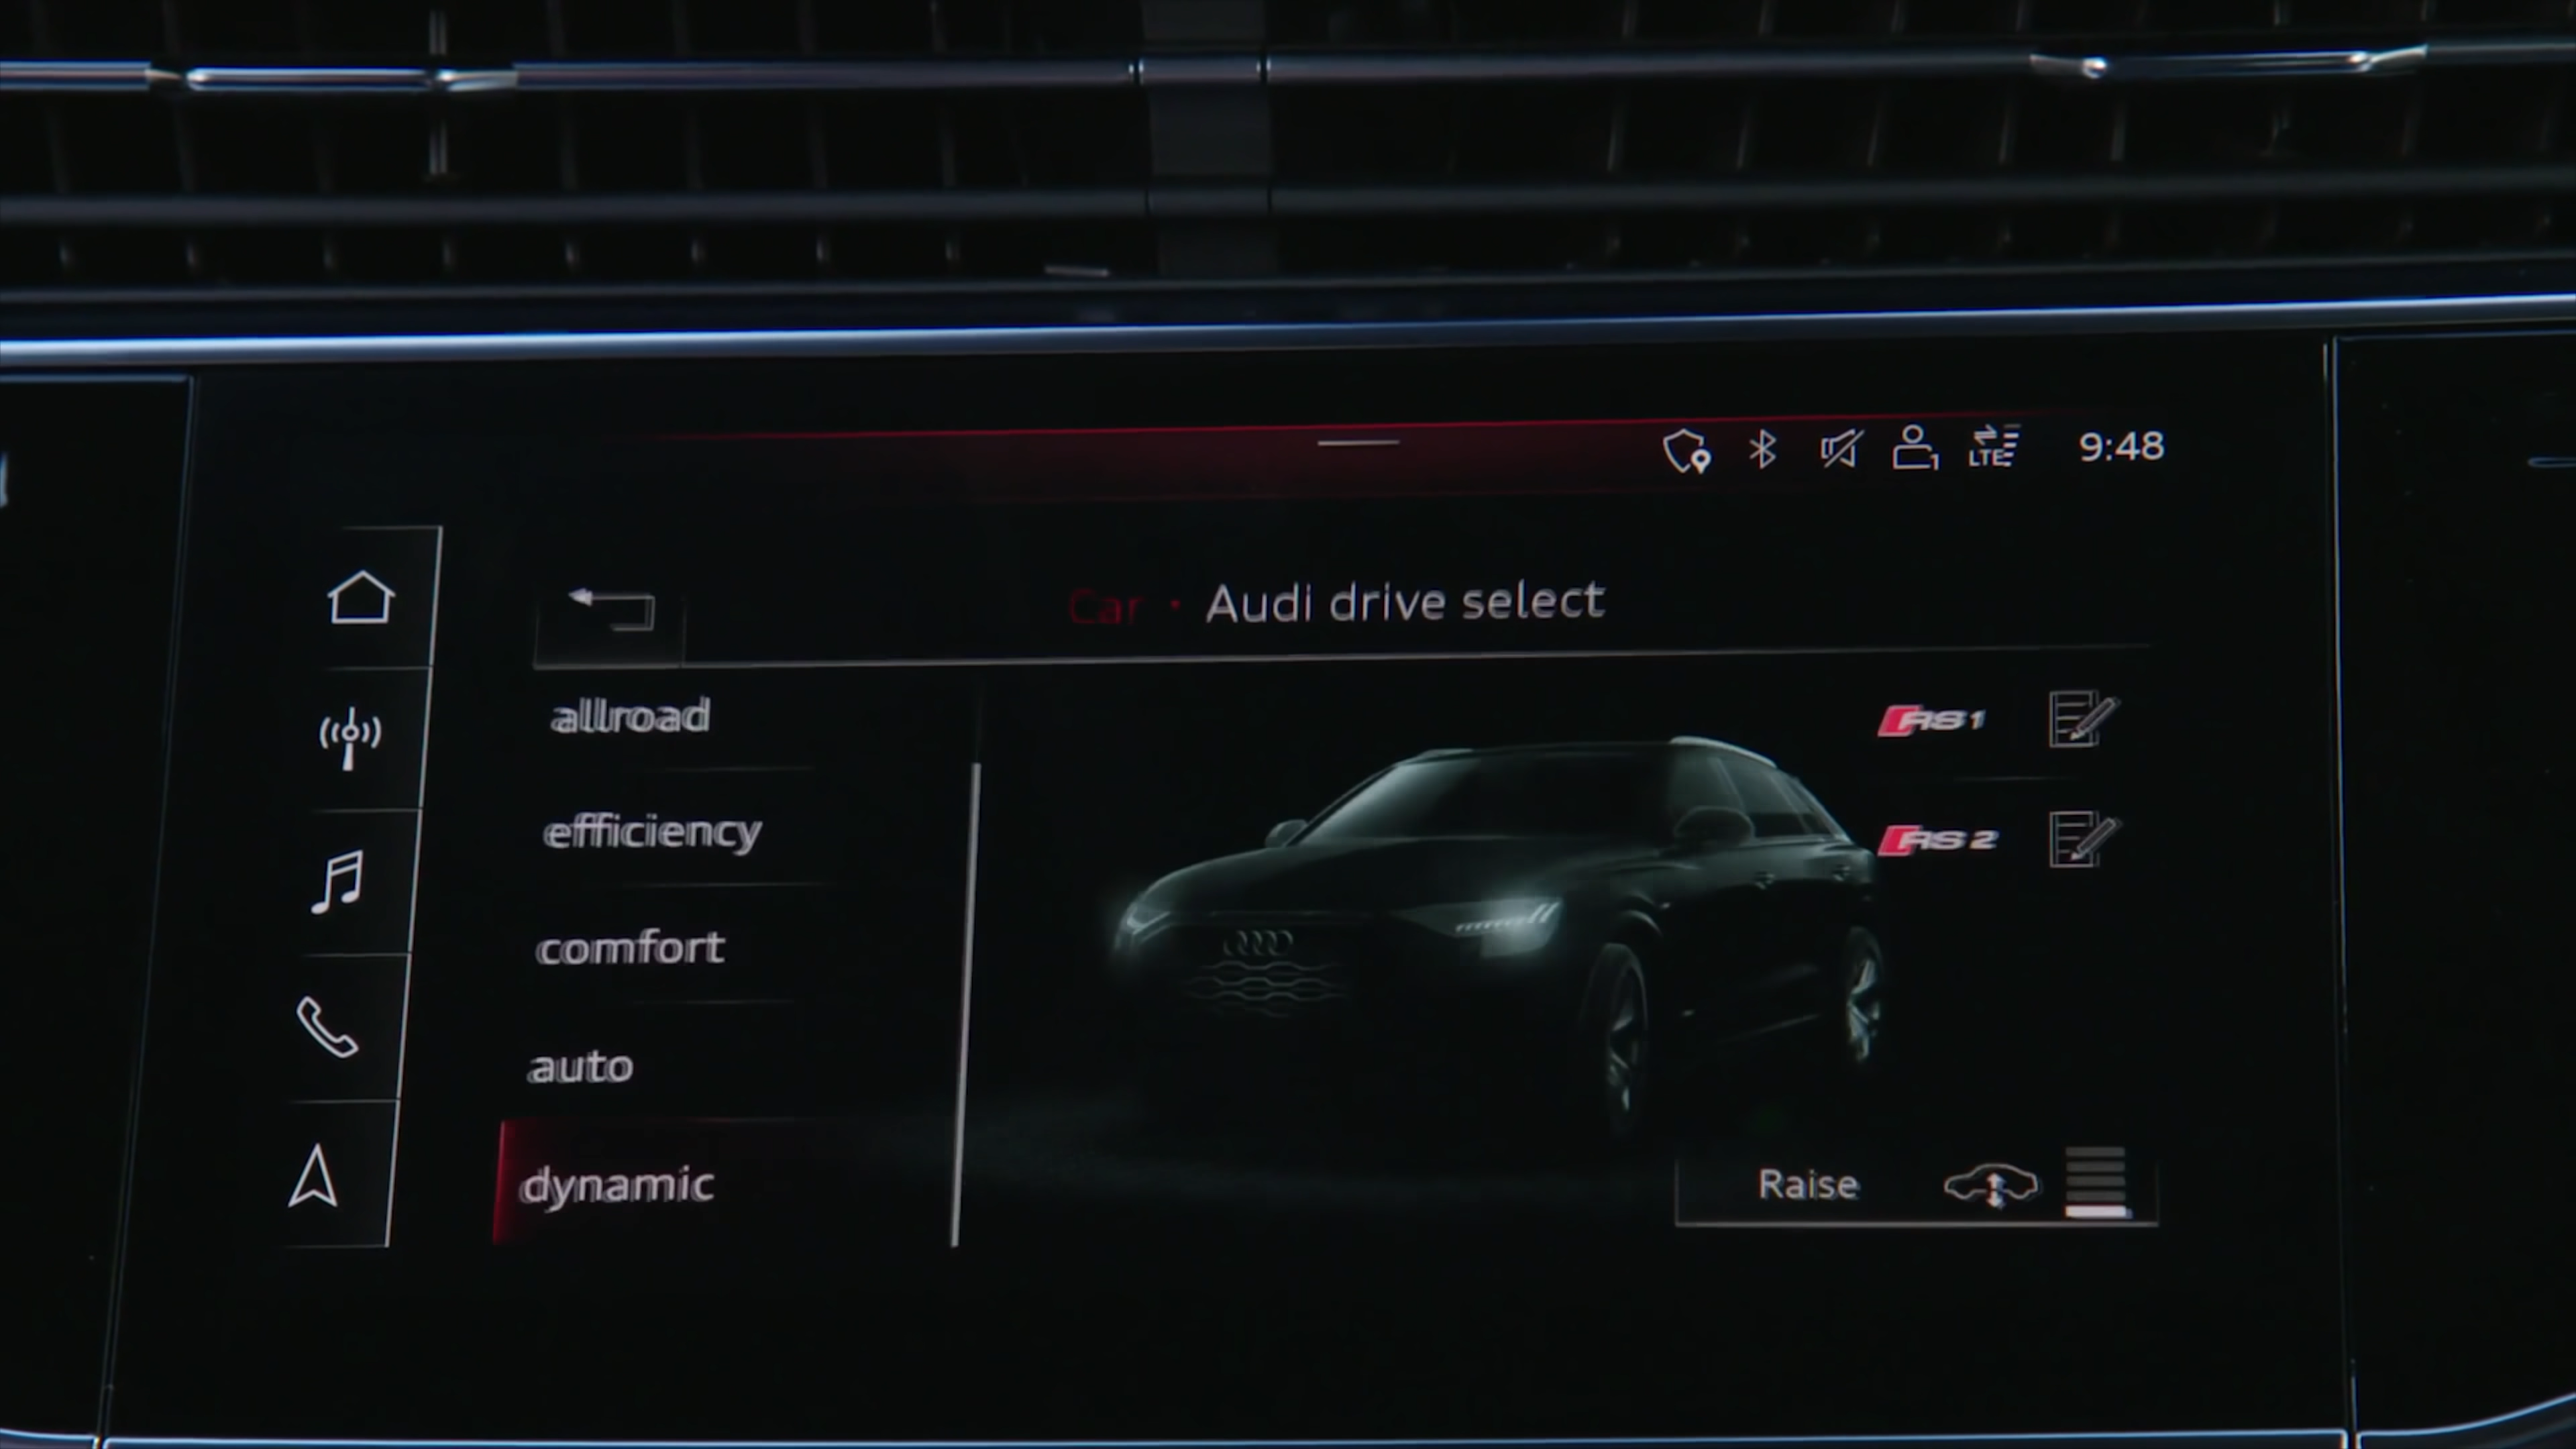 LTE 9:48
Car · Audi drive select
allroad
efficiency
comfort
auto
dynamic
RS 1
RS 2
Raise